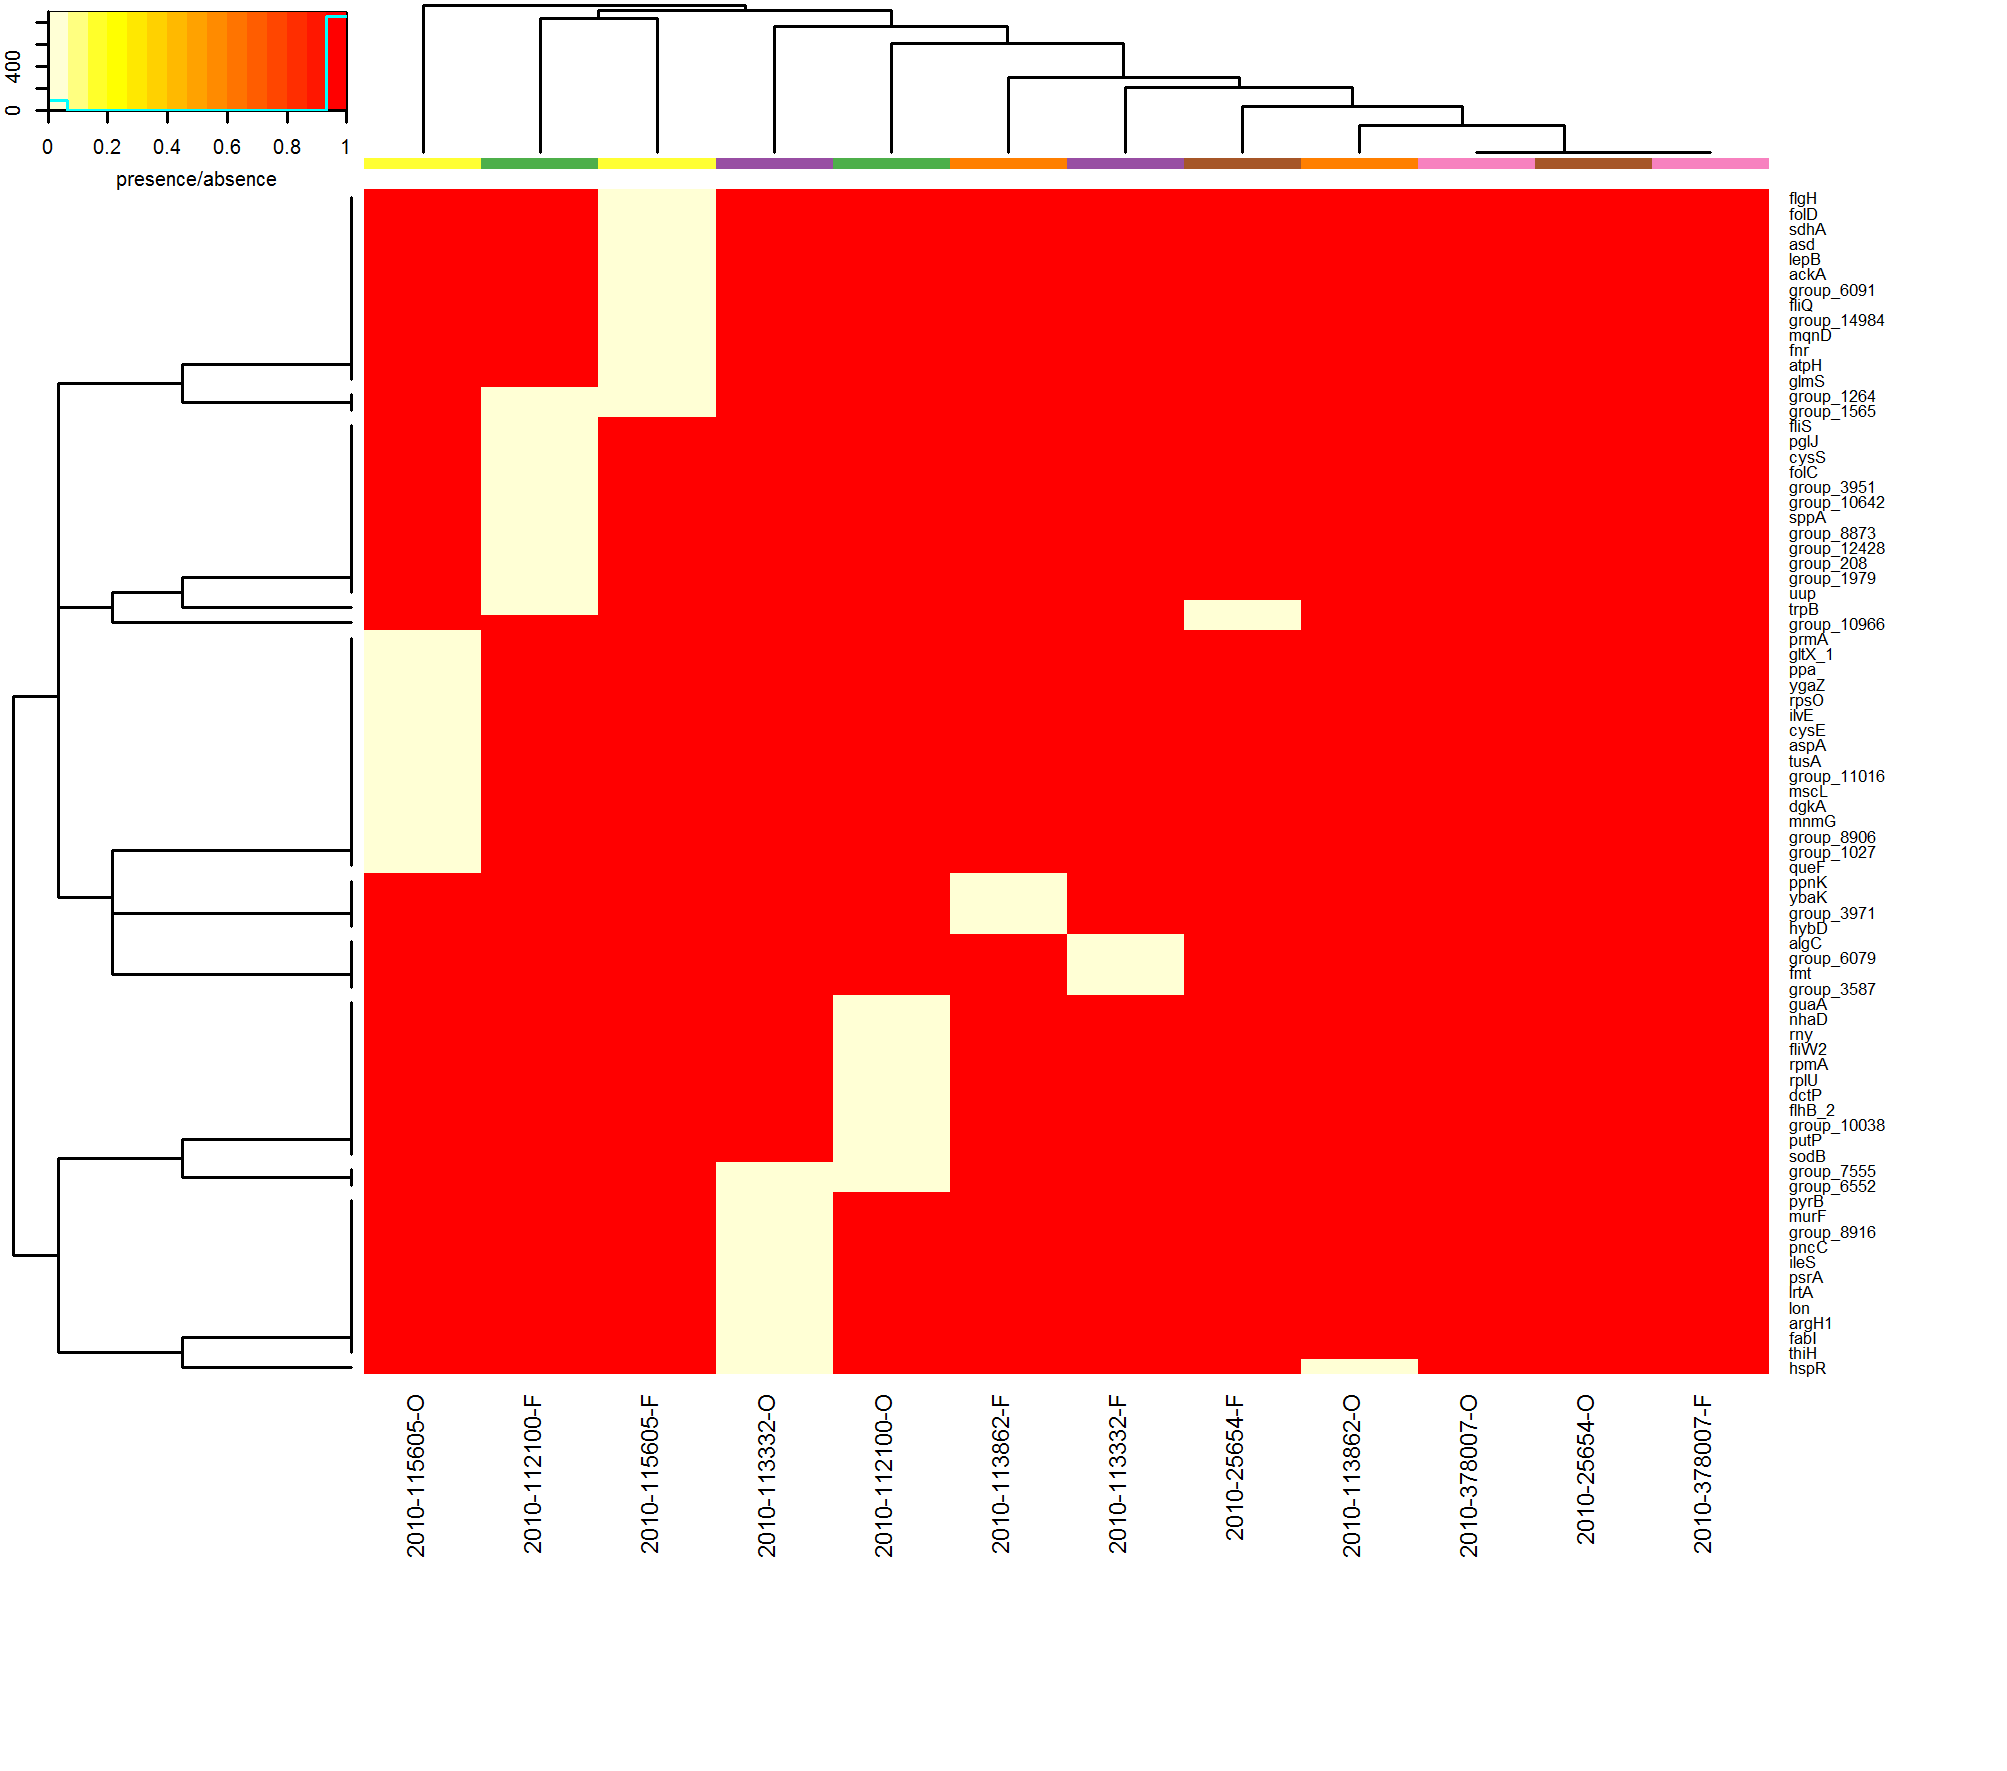 400
0
0 0.2 0.4 0.6 0.8 1
presence/absence
flgH
folD
sdhA
asd
lepB
ackA
group_6091
fliQ
group_14984
mqnD
fnr
atpH
glmS
group_1264
group_1565
fliS
pglJ
cysS
folC
group_3951
group_10642
sppA
group_8873
group_12428
group_208
group_1979
uup
trpB
group_10966
prmA
gltX_1
ppa
ygaZ
rpsO
ilvE
cysE
aspA
tusA
group_11016
mscL
dgkA
mnmG
group_8906
group_1027
queF
ppnK
ybaK
group_3971
hybD
algC
group_6079
fmt
group_3587
guaA
nhaD
rny
fliW2
rpmA
rplU
dctP
flhB_2
group_10038
putP
sodB
group_7555
group_6552
pyrB
murF
group_8916
pncC
ileS
psrA
lrtA
lon
argH1
fabI
thiH
hspR
2010-115605-O
2010-112100-F
2010-115605-F
2010-113332-O
2010-112100-O
2010-113862-F
2010-113332-F
2010-25654-F
2010-113862-O
2010-378007-O
2010-25654-O
2010-378007-F